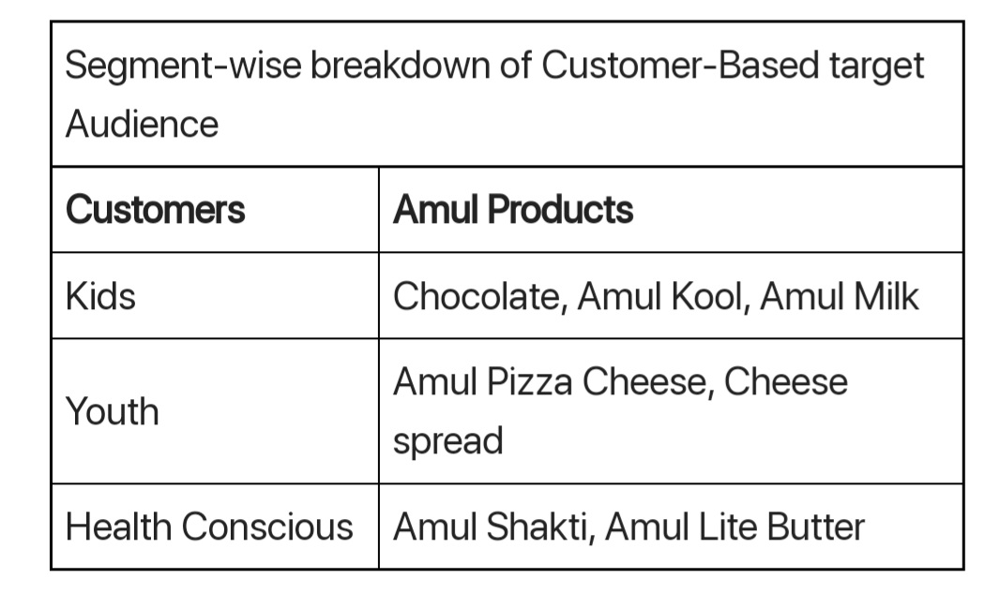 Segment-wise breakdown of Customer-Based target
Audience
Customers
Amul Products
Kids
Chocolate, Amul Kool, Amul Milk
Youth
Amul Pizza Cheese, Cheese
spread
Health Conscious
Amul Shakti, Amul Lite Butter